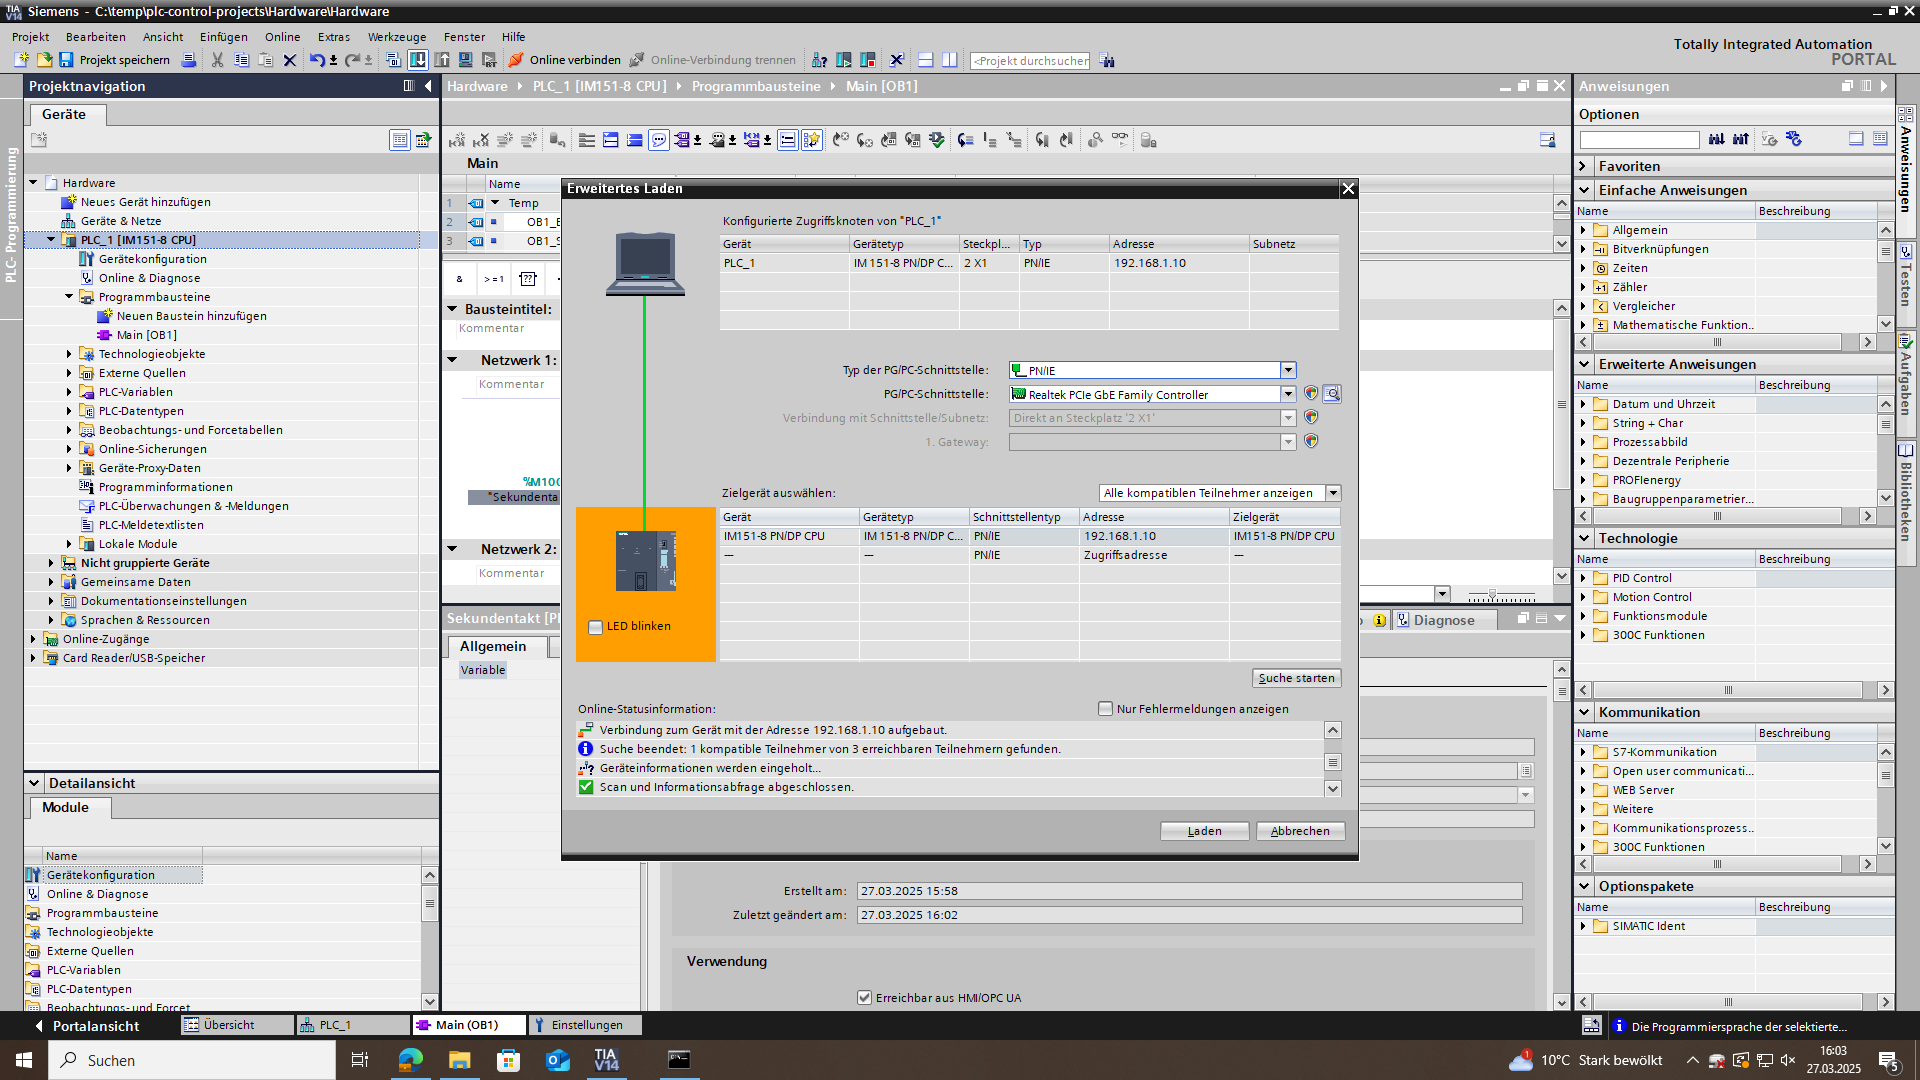 Siemens - C:\temp\plc-control-projects\Hardware\Hardware
Projekt Bearbeiten Ansicht Einfügen Online Extras Werkzeuge Fenster Hilfe
Totally Integrated Automation
PORTAL
Projekt speichern Online verbinden Online-Verbindung trennen <Projekt durchsuchen
Projektnavigation
Hardware PLC_1 [IM151-8 CPU] Programmbausteine Main [OB1]
Anweisungen
Geräte
Optionen
PLC-Programmierung
Hardware
Neues Gerät hinzufügen
Geräte & Netze
PLC_1 [IM151-8 CPU]
Gerätekonfiguration
Online & Diagnose
Programmbausteine
Neuen Baustein hinzufügen
Main [OB1]
Technologieobjekte
Externe Quellen
PLC-Variablen
PLC-Datentypen
Beobachtungs- und Forcetabellen
Online-Sicherungen
Geräte-Proxy-Daten
Programminformationen
PLC-Überwachungen & -Meldungen
PLC-Meldetextlisten
Lokale Module
Nicht gruppierte Geräte
Gemeinsame Daten
Dokumentationseinstellungen
Sprachen & Ressourcen
Online-Zugänge
Card Reader/USB-Speicher
Detailansicht
Module
Name
Gerätekonfiguration
Online & Diagnose
Programmbausteine
Technologieobjekte
Externe Quellen
PLC-Variablen
PLC-Datentypen
Beobachtungs- und Forcet
Main
Name
1 Temp
2 OB1_E
3 OB1_S
& >=1 [??]
Bausteintitel:
Kommentar
Netzwerk 1:
Kommentar
%M100
"Sekundenta
Netzwerk 2:
Kommentar
Sekundentakt [Pl
Diagnose
Allgemein
Variable
Erweitertes Laden
Konfigurierte Zugriffsknoten von "PLC_1"
Gerät Gerätetyp Steckpl... Typ Adresse Subnetz
PLC_1 IM 151-8 PN/DP C... 2 X1 PN/IE 192.168.1.10
Typ der PG/PC-Schnittstelle: PN/IE
PG/PC-Schnittstelle: Realtek PCIe GbE Family Controller
Verbindung mit Schnittstelle/Subnetz: Direkt an Steckplatz '2 X1'
1. Gateway:
Zielgerät auswählen: Alle kompatiblen Teilnehmer anzeigen
Gerät Gerätetyp Schnittstellentyp Adresse Zielgerät
IM151-8 PN/DP CPU IM 151-8 PN/DP C... PN/IE 192.168.1.10 IM151-8 PN/DP CPU
— — PN/IE Zugriffsadresse —
LED blinken
Suche starten
Online-Statusinformation: Nur Fehlermeldungen anzeigen
Verbindung zum Gerät mit der Adresse 192.168.1.10 aufgebaut.
Suche beendet: 1 kompatible Teilnehmer von 3 erreichbaren Teilnehmern gefunden.
Geräteinformationen werden eingeholt...
Scan und Informationsabfrage abgeschlossen.
Laden Abbrechen
Erstellt am: 27.03.2025 15:58
Zuletzt geändert am: 27.03.2025 16:02
Verwendung
Erreichbar aus HMI/OPC UA
Favoriten
Einfache Anweisungen
Name Beschreibung
Allgemein
Bitverknüpfungen
Zeiten
Zähler
Vergleicher
Mathematische Funktion..
Erweiterte Anweisungen
Name Beschreibung
Datum und Uhrzeit
String + Char
Prozessabbild
Dezentrale Peripherie
PROFIenergy
Baugruppenparametrier...
Technologie
Name Beschreibung
PID Control
Motion Control
Funktionsmodule
300C Funktionen
Kommunikation
Name Beschreibung
S7-Kommunikation
Open user communicati...
WEB Server
Weitere
Kommunikationsprozess..
300C Funktionen
Optionspakete
Name Beschreibung
SIMATIC Ident
Anweisungen
Testen
Aufgaben
Bibliotheken
Portalansicht Übersicht PLC_1 Main (OB1) Einstellungen
Die Programmiersprache der selektierte...
Suchen
TIA V14
10°C Stark bewölkt
16:03
27.03.2025
5